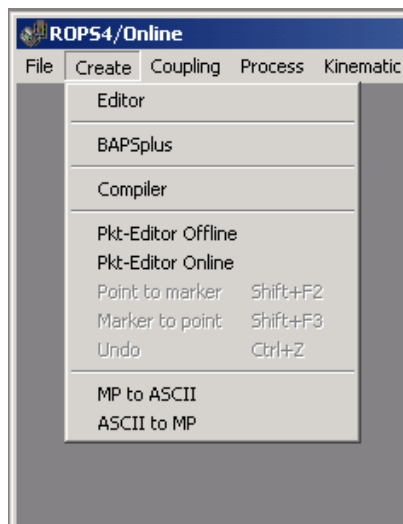 ROPS4/Online
File Create Coupling Process Kinematic
Editor
BAPSplus
Compiler
Pkt-Editor Offline
Pkt-Editor Online
Point to marker Shift+F2
Marker to point Shift+F3
Undo Ctrl+Z
MP to ASCII
ASCII to MP